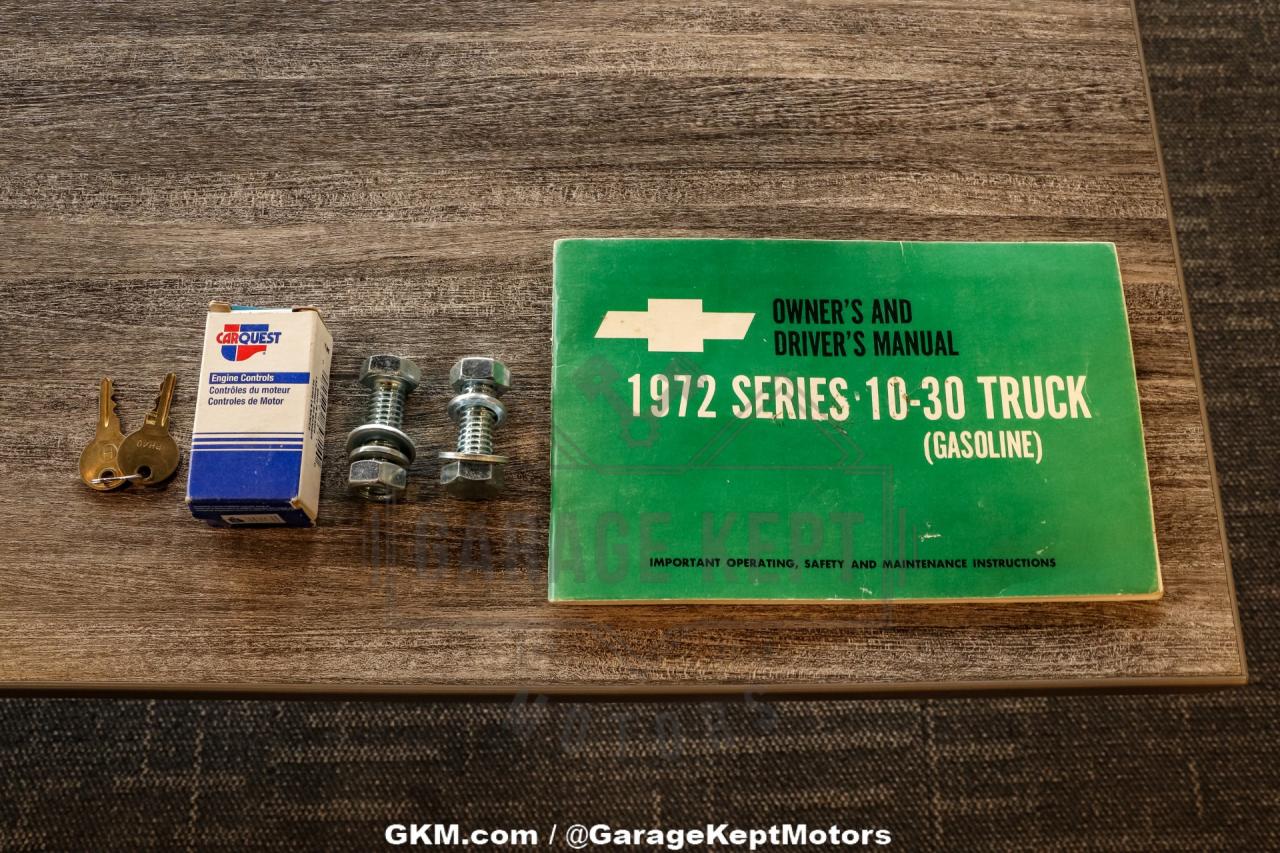 CARQUEST
Engine Controls
Contrôles du moteur
Controles de Motor
OWNER'S AND
DRIVER'S MANUAL
1972 SERIES 10-30 TRUCK
(GASOLINE)
IMPORTANT OPERATING, SAFETY AND MAINTENANCE INSTRUCTIONS
GARAGE KEPT
MOTORS
GKM.com / @GarageKeptMotors